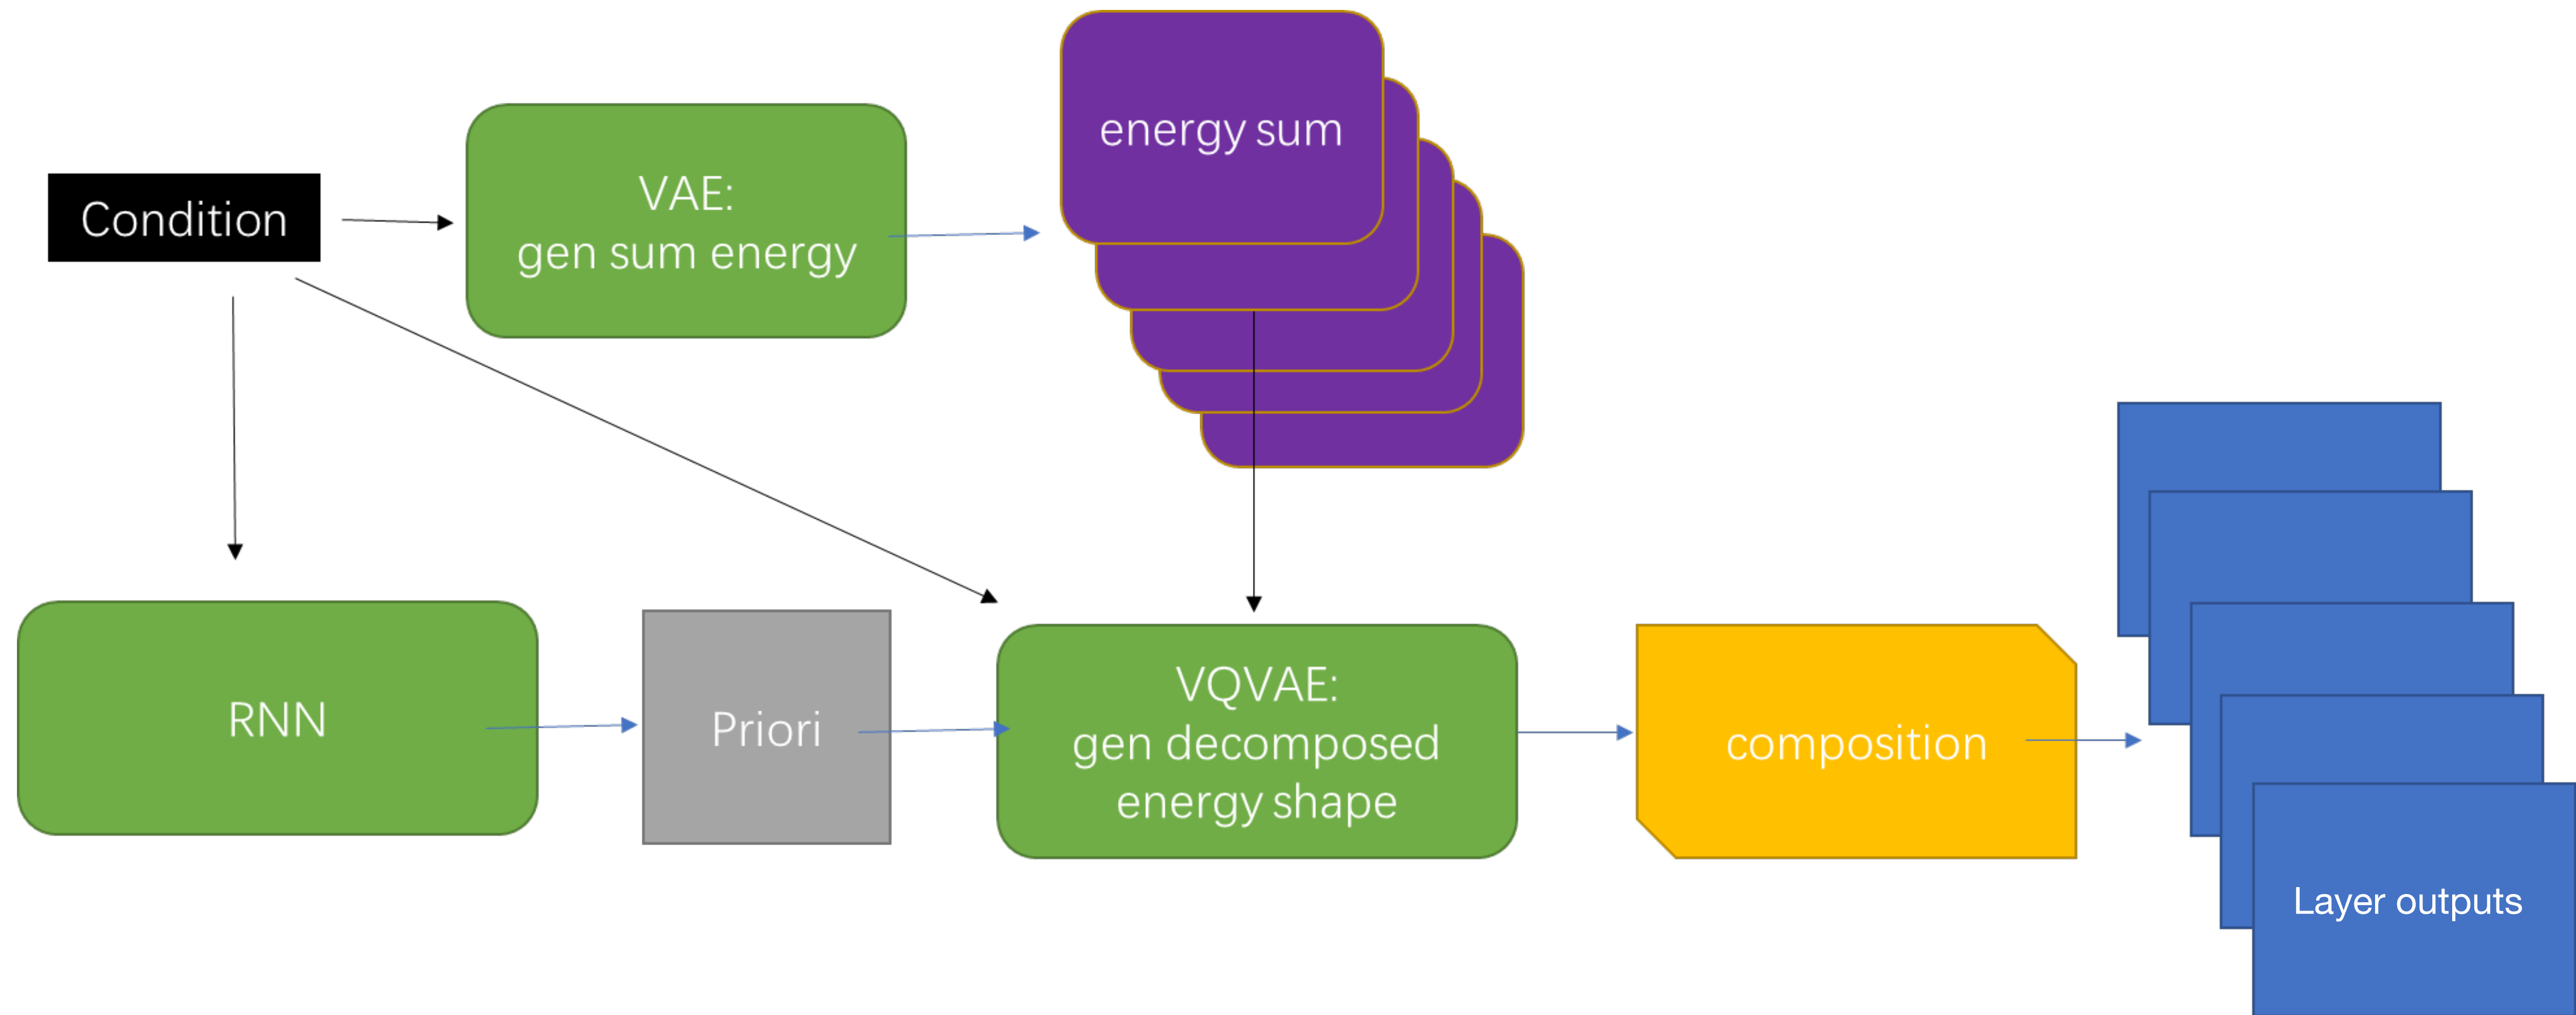 energy sum
Condition
VAE:
gen sum energy
RNN
Priori
VQVAE:
gen decomposed
energy shape
composition
Layer outputs